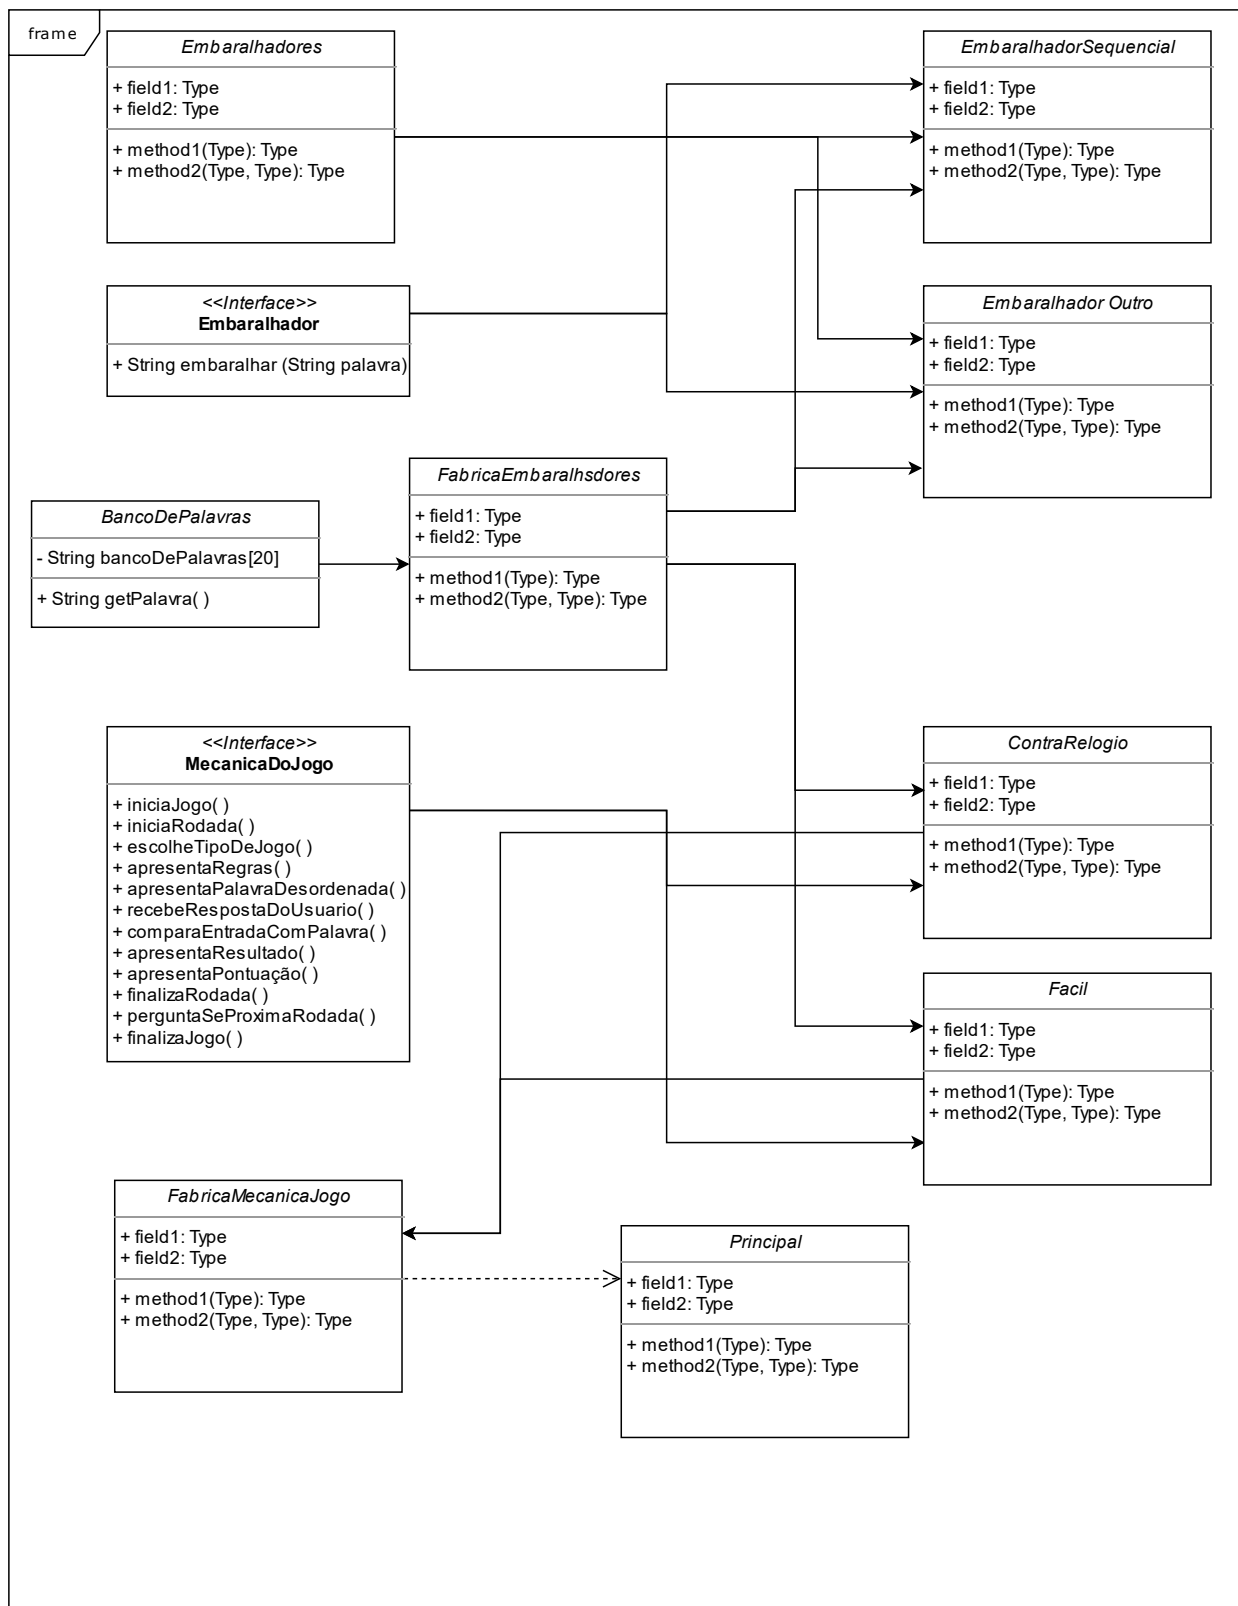 frame
Embaralhadores
+ field1: Type
+ field2: Type
+ method1(Type): Type
+ method2(Type, Type): Type
EmbaralhadorSequencial
+ field1: Type
+ field2: Type
+ method1(Type): Type
+ method2(Type, Type): Type
<<Interface>>
Embaralhador
+ String embaralhar (String palavra)
Embaralhador Outro
+ field1: Type
+ field2: Type
+ method1(Type): Type
+ method2(Type, Type): Type
FabricaEmbaralhsdores
+ field1: Type
+ field2: Type
+ method1(Type): Type
+ method2(Type, Type): Type
BancoDePalavras
- String bancoDePalavras[20]
+ String getPalavra( )
<<Interface>>
MecanicaDoJogo
+ iniciaJogo( )
+ iniciaRodada( )
+ escolheTipoDeJogo( )
+ apresentaRegras( )
+ apresentaPalavraDesordenada( )
+ recebeRespostaDoUsuario( )
+ comparaEntradaComPalavra( )
+ apresentaResultado( )
+ apresentaPontuação( )
+ finalizaRodada( )
+ perguntaSeProximaRodada( )
+ finalizaJogo( )
ContraRelogio
+ field1: Type
+ field2: Type
+ method1(Type): Type
+ method2(Type, Type): Type
Facil
+ field1: Type
+ field2: Type
+ method1(Type): Type
+ method2(Type, Type): Type
FabricaMecanicaJogo
+ field1: Type
+ field2: Type
+ method1(Type): Type
+ method2(Type, Type): Type
Principal
+ field1: Type
+ field2: Type
+ method1(Type): Type
+ method2(Type, Type): Type